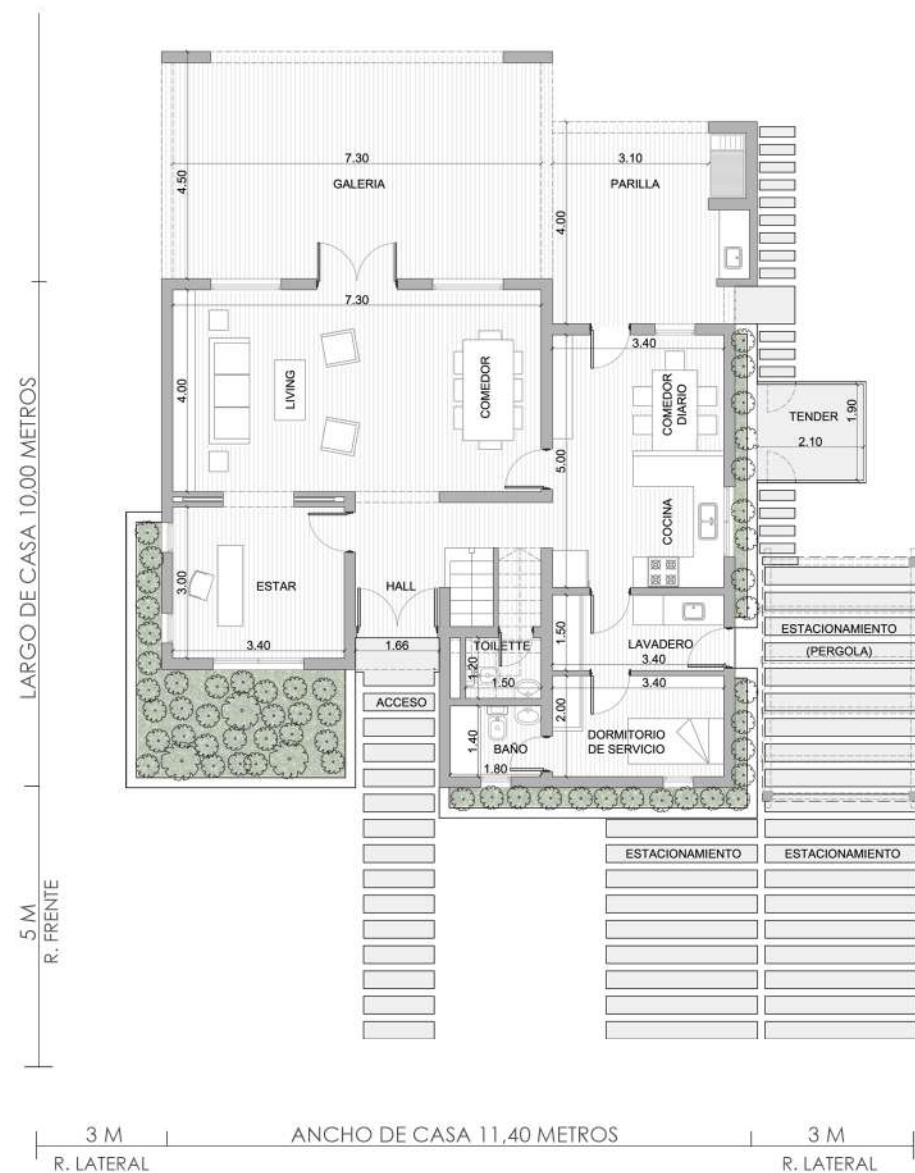 7.30
3.10
GALERIA
PARILLA
4.50
4.00
7.30
3.40
LIVING
COMEDOR
COMEDOR
DIARIO
4.00
5.00
TENDER
1.90
2.10
COCINA
ESTAR
HALL
3.00
3.40
1.66
ESTACIONAMIENTO
(PERGOLA)
1.50
LAVADERO
3.40
TOILETTE
1.20
1.50
3.40
ACCESO
2.00
DORMITORIO
DE SERVICIO
1.40
BAÑO
1.80
ESTACIONAMIENTO
ESTACIONAMIENTO
LARGO DE CASA 10,00 METROS
5 M
R. FRENTE
3 M
ANCHO DE CASA 11,40 METROS
3 M
R. LATERAL
R. LATERAL